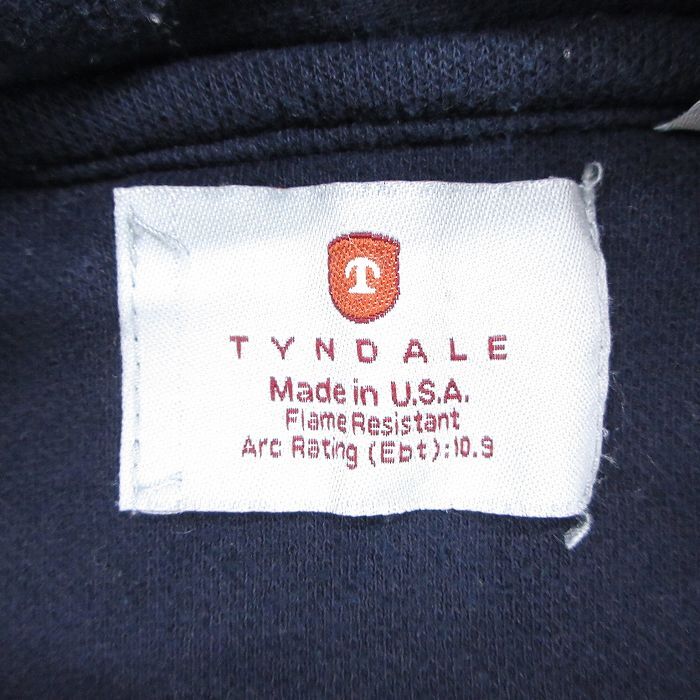 T
TYNDALE
Made in U.S.A.
Flame Resistant
Arc Rating (Ebt):10.9